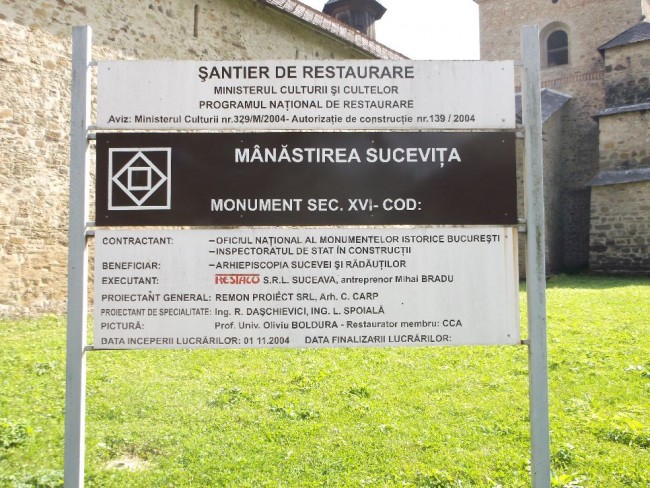 ŞANTIER DE RESTAURARE
MINISTERUL CULTURII ŞI CULTELOR
PROGRAMUL NAŢIONAL DE RESTAURARE
Aviz: Ministerul Culturii nr.329/M/2004- Autorizaţie de construcţie nr.139 / 2004
MÂNĂSTIREA SUCEVIŢA
MONUMENT SEC. XVI- COD:
CONTRACTANT: –OFICIUL NAŢIONAL AL MONUMENTELOR ISTORICE BUCUREŞTI
–INSPECTORATUL DE STAT ÎN CONSTRUCŢII
BENEFICIAR: –ARHIEPISCOPIA SUCEVEI ŞI RĂDĂUŢILOR
EXECUTANT: RESTACO S.R.L. SUCEAVA, antreprenor Mihai BRADU
PROIECTANT GENERAL: REMON PROIECT SRL, Arh. C. CARP
PROIECTANT DE SPECIALITATE: Ing. R. DAŞCHIEVICI, ING. L. SPOIALĂ
PICTURĂ: Prof. Univ. Oliviu BOLDURA - Restaurator membru: CCA
DATA INCEPERII LUCRĂRILOR: 01 11.2004 DATA FINALIZARII LUCRĂRILOR: